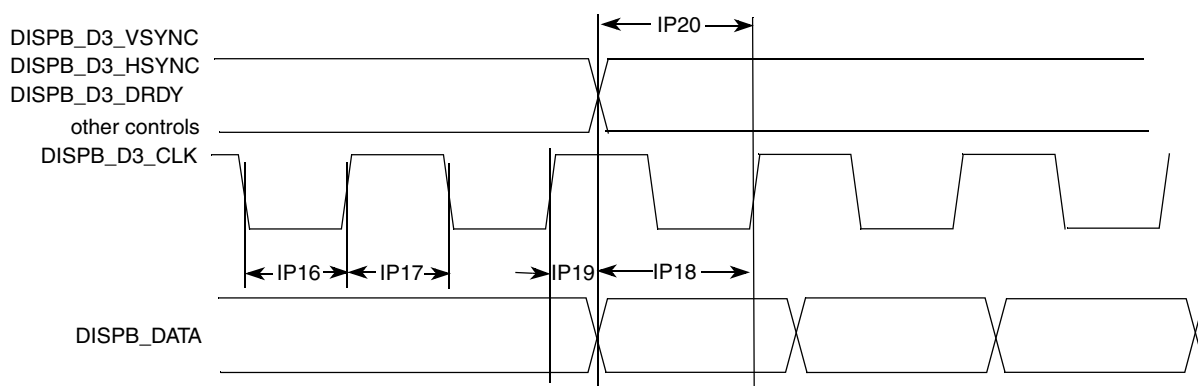 IP20
DISPB_D3_VSYNC
DISPB_D3_HSYNC
DISPB_D3_DRDY
other controls
DISPB_D3_CLK
IP16
IP17
IP19
IP18
DISPB_DATA